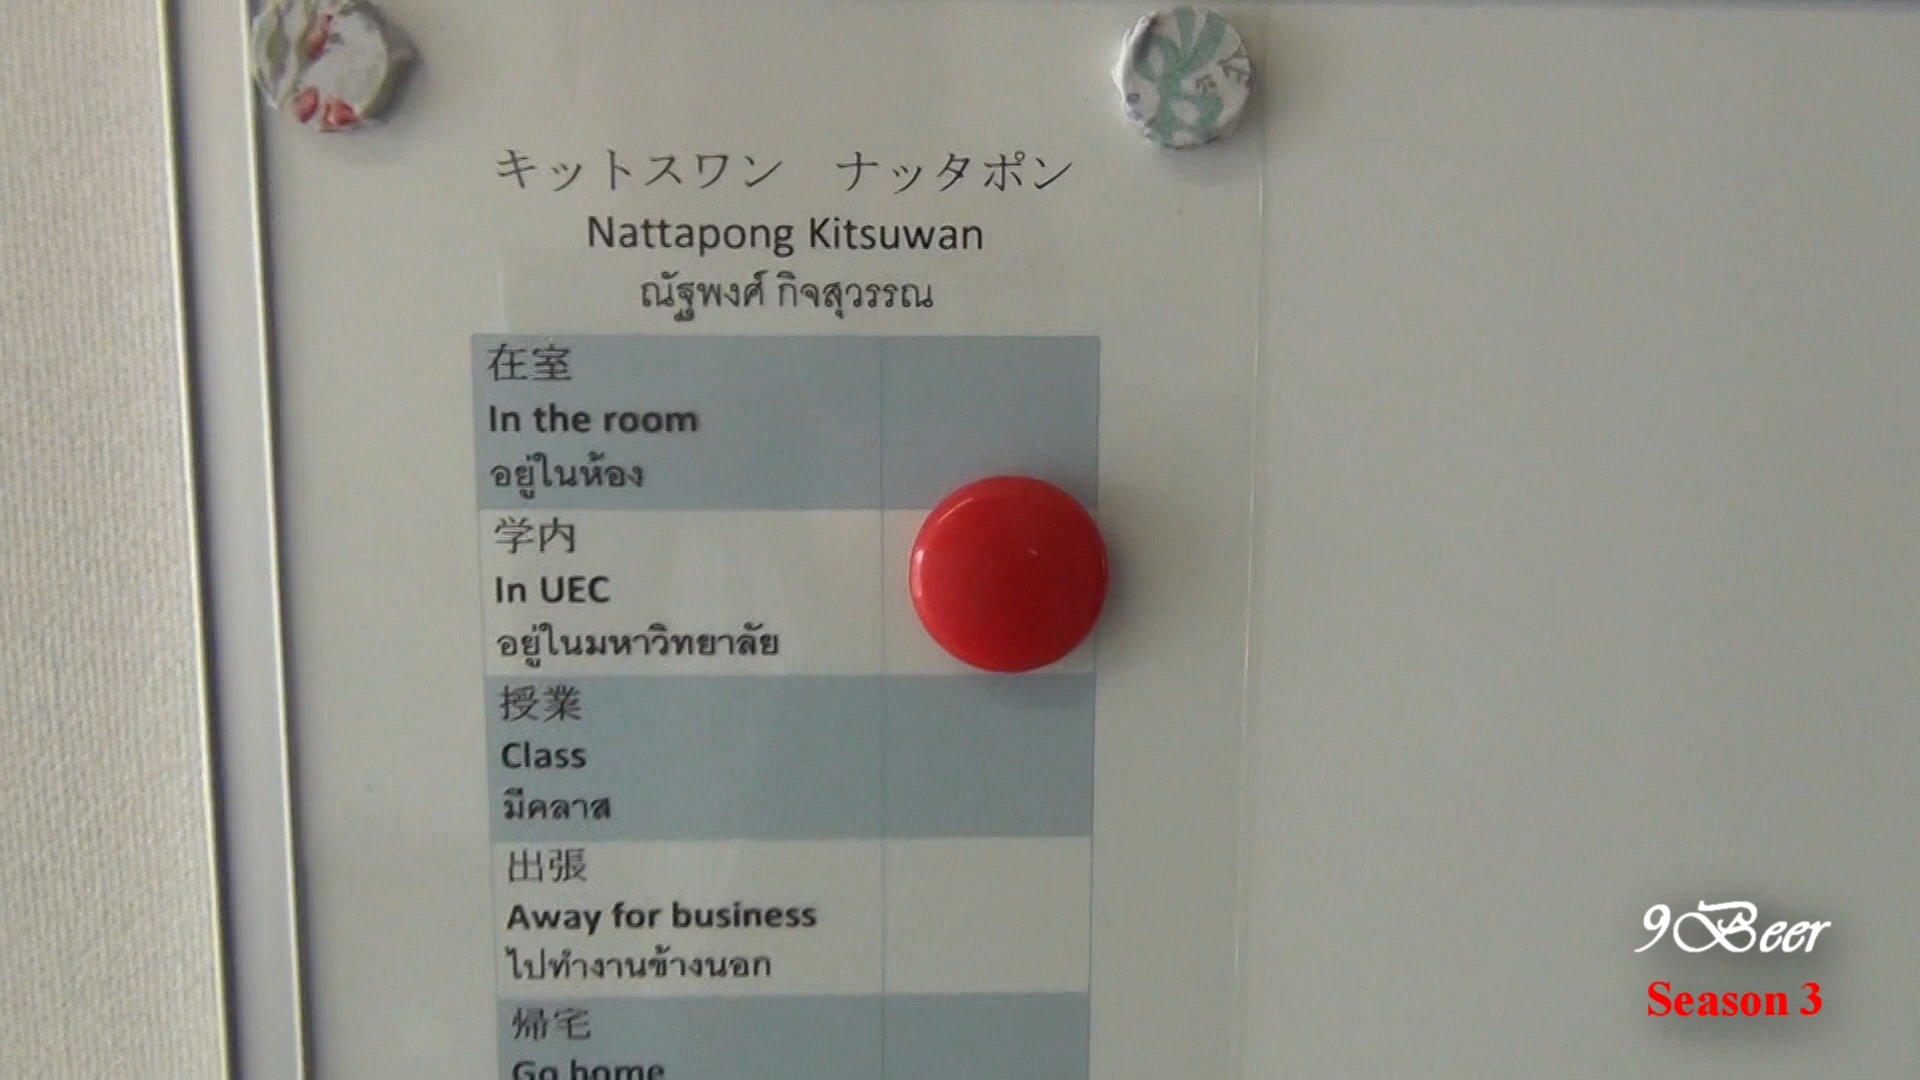 キットスワン　ナッタポン
Nattapong Kitsuwan
ณัฐพงศ์ กิจสุวรรณ
在室
In the room
อยู่ในห้อง
学内
In UEC
อยู่ในมหาวิทยาลัย
授業
Class
มีคลาส
出張
Away for business
ไปทำงานข้างนอก
帰宅
Go home
9Beer
Season 3